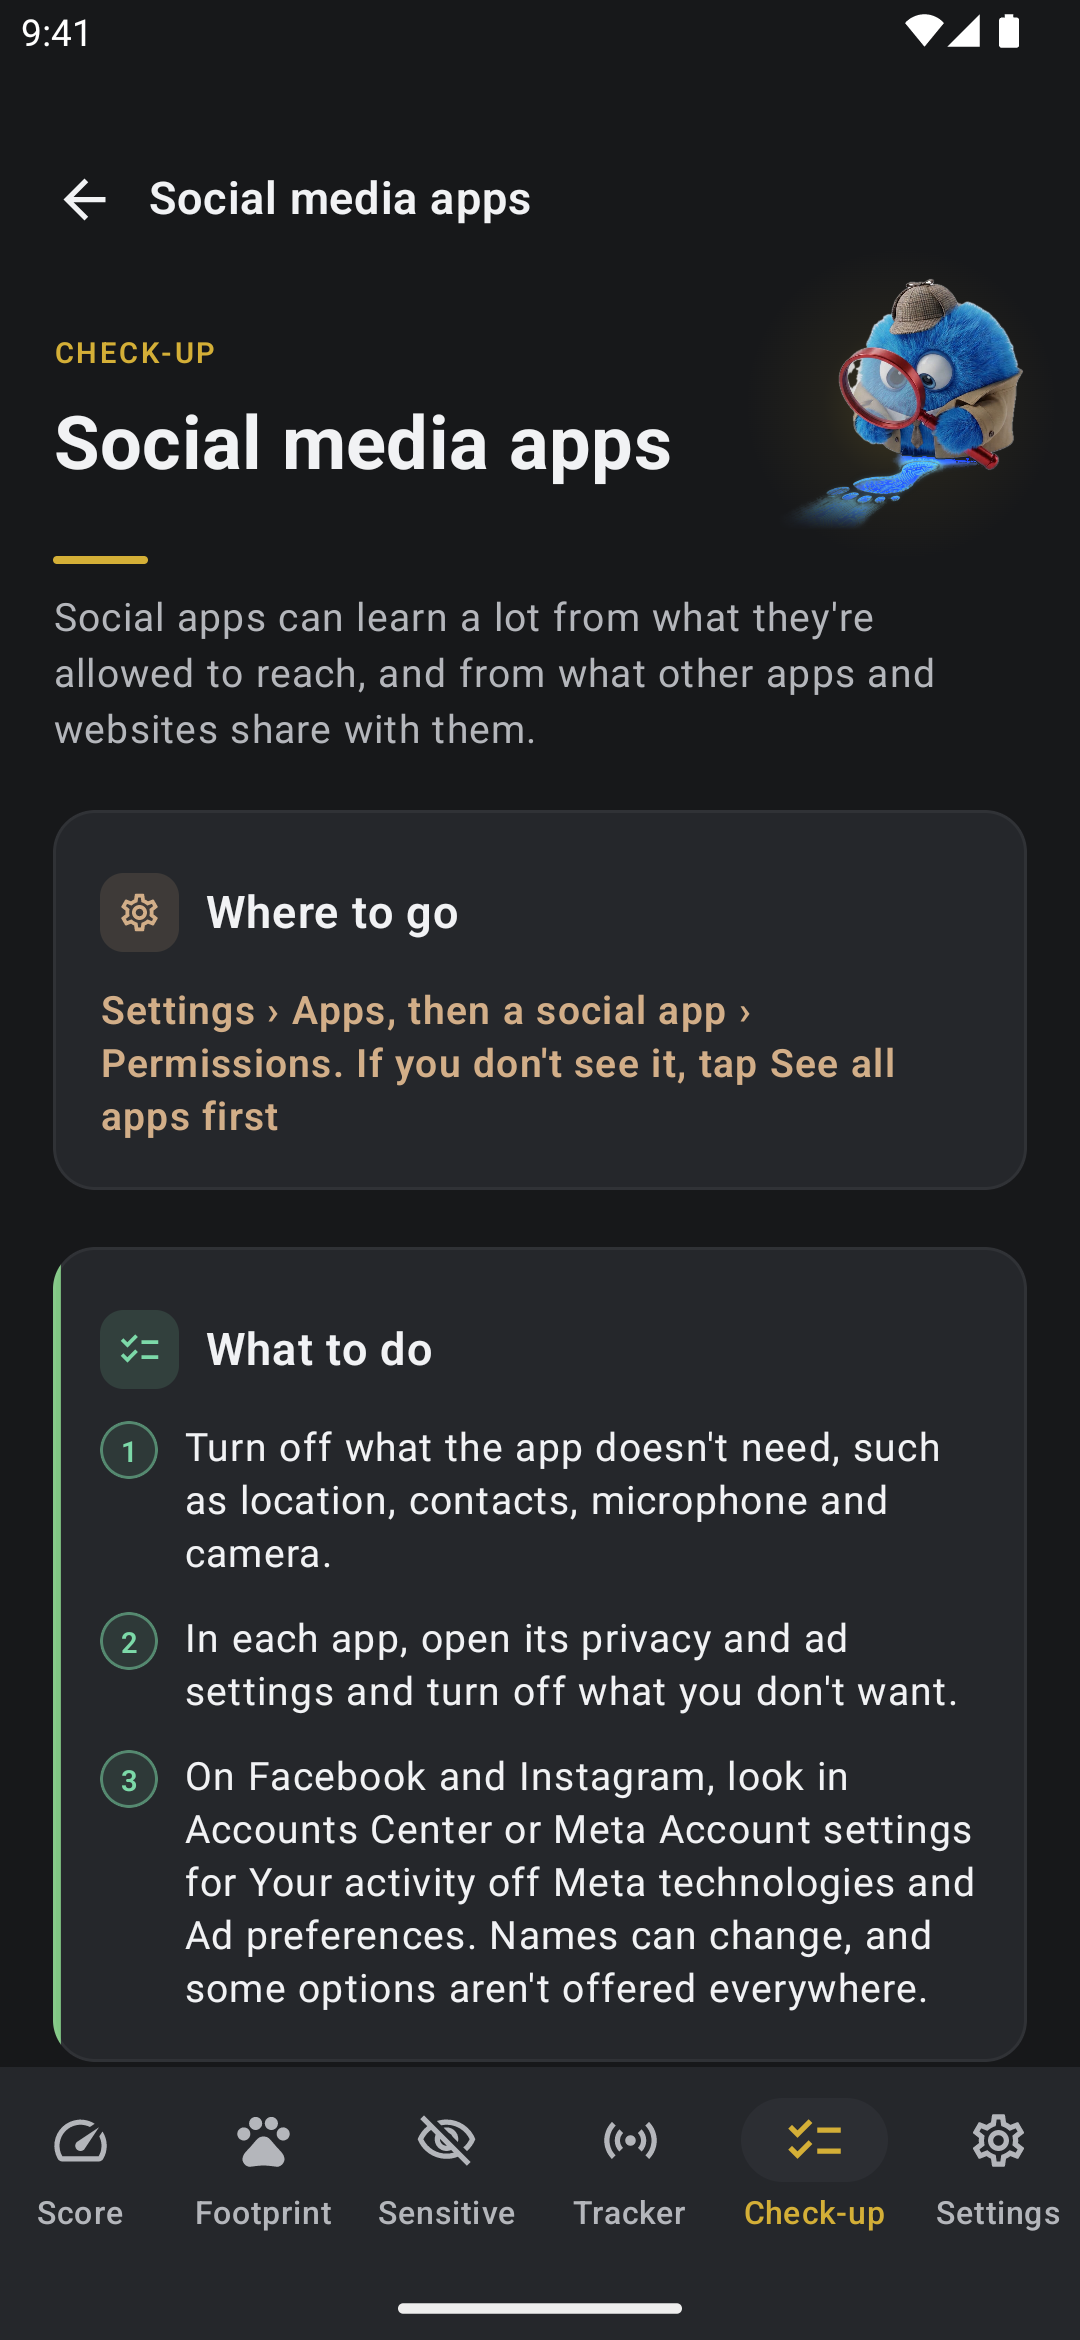 9:41
Social media apps
CHECK-UP
Social media apps
Social apps can learn a lot from what they're
allowed to reach, and from what other apps and
websites share with them.
Where to go
Settings › Apps, then a social app ›
Permissions. If you don't see it, tap See all
apps first
What to do
1 Turn off what the app doesn't need, such
as location, contacts, microphone and
camera.
2 In each app, open its privacy and ad
settings and turn off what you don't want.
3 On Facebook and Instagram, look in
Accounts Center or Meta Account settings
for Your activity off Meta technologies and
Ad preferences. Names can change, and
some options aren't offered everywhere.
Score Footprint Sensitive Tracker Check-up Settings